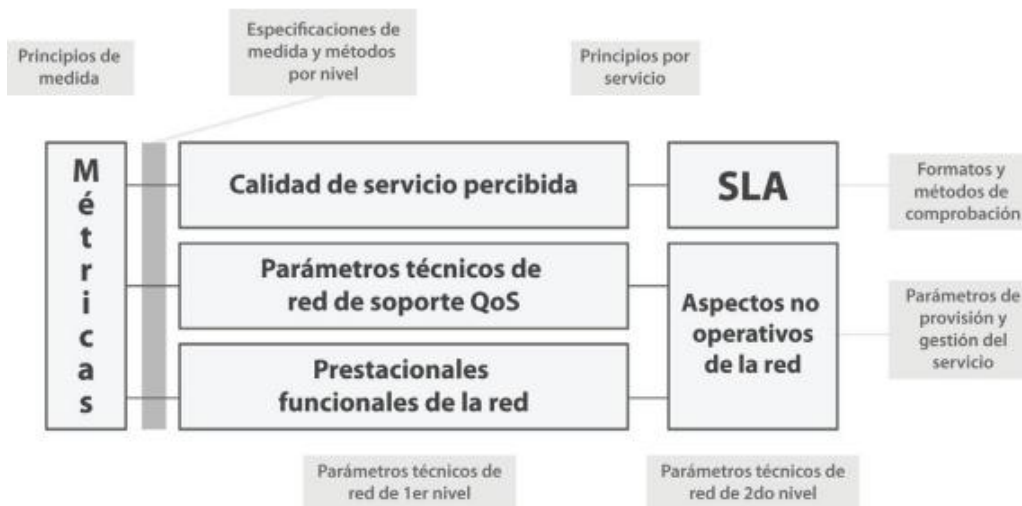 Principios de
medida
Especificaciones de
medida y métodos
por nivel
Principios por
servicio
Métricas
Calidad de servicio percibida
SLA
Formatos y
métodos de
comprobación
Parámetros técnicos de
red de soporte QoS
Aspectos no
operativos
de la red
Parámetros de
provisión y
gestión del
servicio
Prestacionales
funcionales de la red
Parámetros técnicos de
red de 1er nivel
Parámetros técnicos de
red de 2do nivel